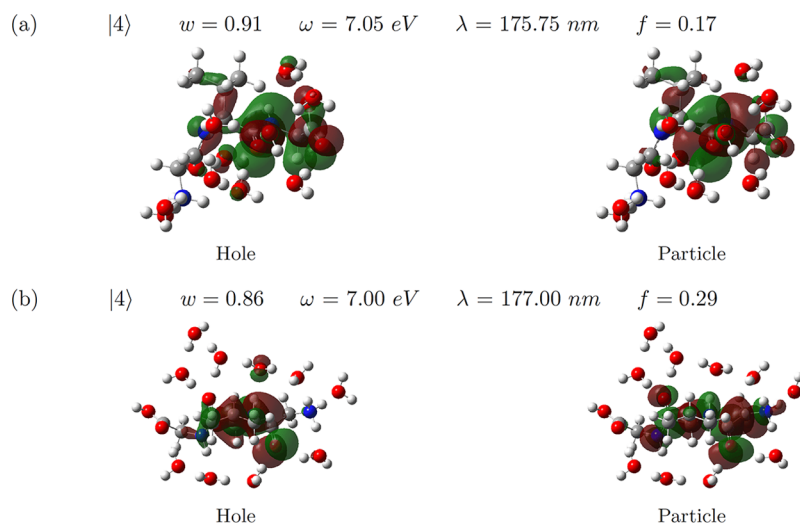 (a) |4⟩ w = 0.91 ω = 7.05 eV λ = 175.75 nm f = 0.17
Hole Particle
(b) |4⟩ w = 0.86 ω = 7.00 eV λ = 177.00 nm f = 0.29
Hole Particle